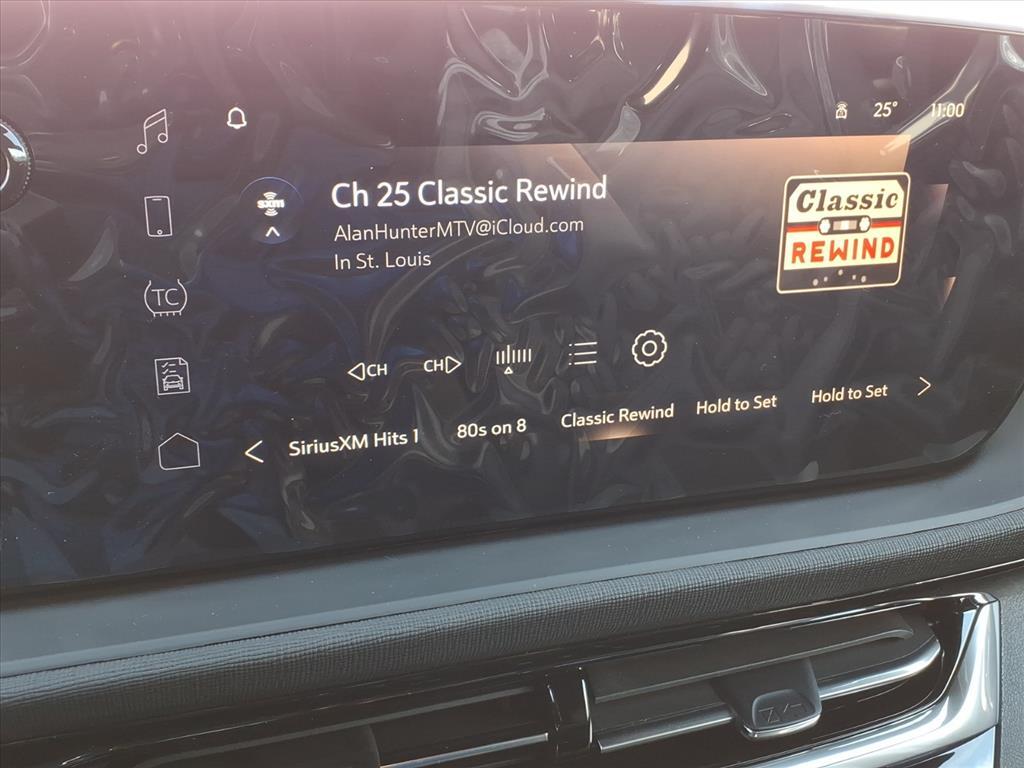 25° 11:00
sxm
Ch 25 Classic Rewind
AlanHunterMTV@iCloud.com
In St. Louis
Classic
REWIND
TC
CH CH
SiriusXM Hits 1 80s on 8 Classic Rewind Hold to Set Hold to Set